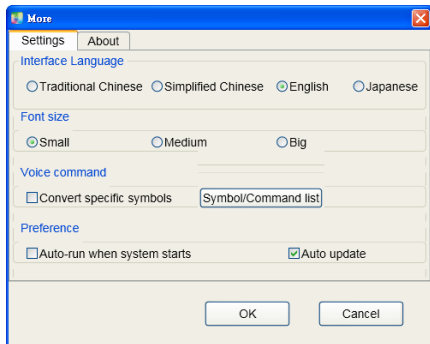 More
Settings About
Interface Language
Traditional Chinese Simplified Chinese English Japanese
Font size
Small Medium Big
Voice command
Convert specific symbols Symbol/Command list
Preference
Auto-run when system starts Auto update
OK Cancel